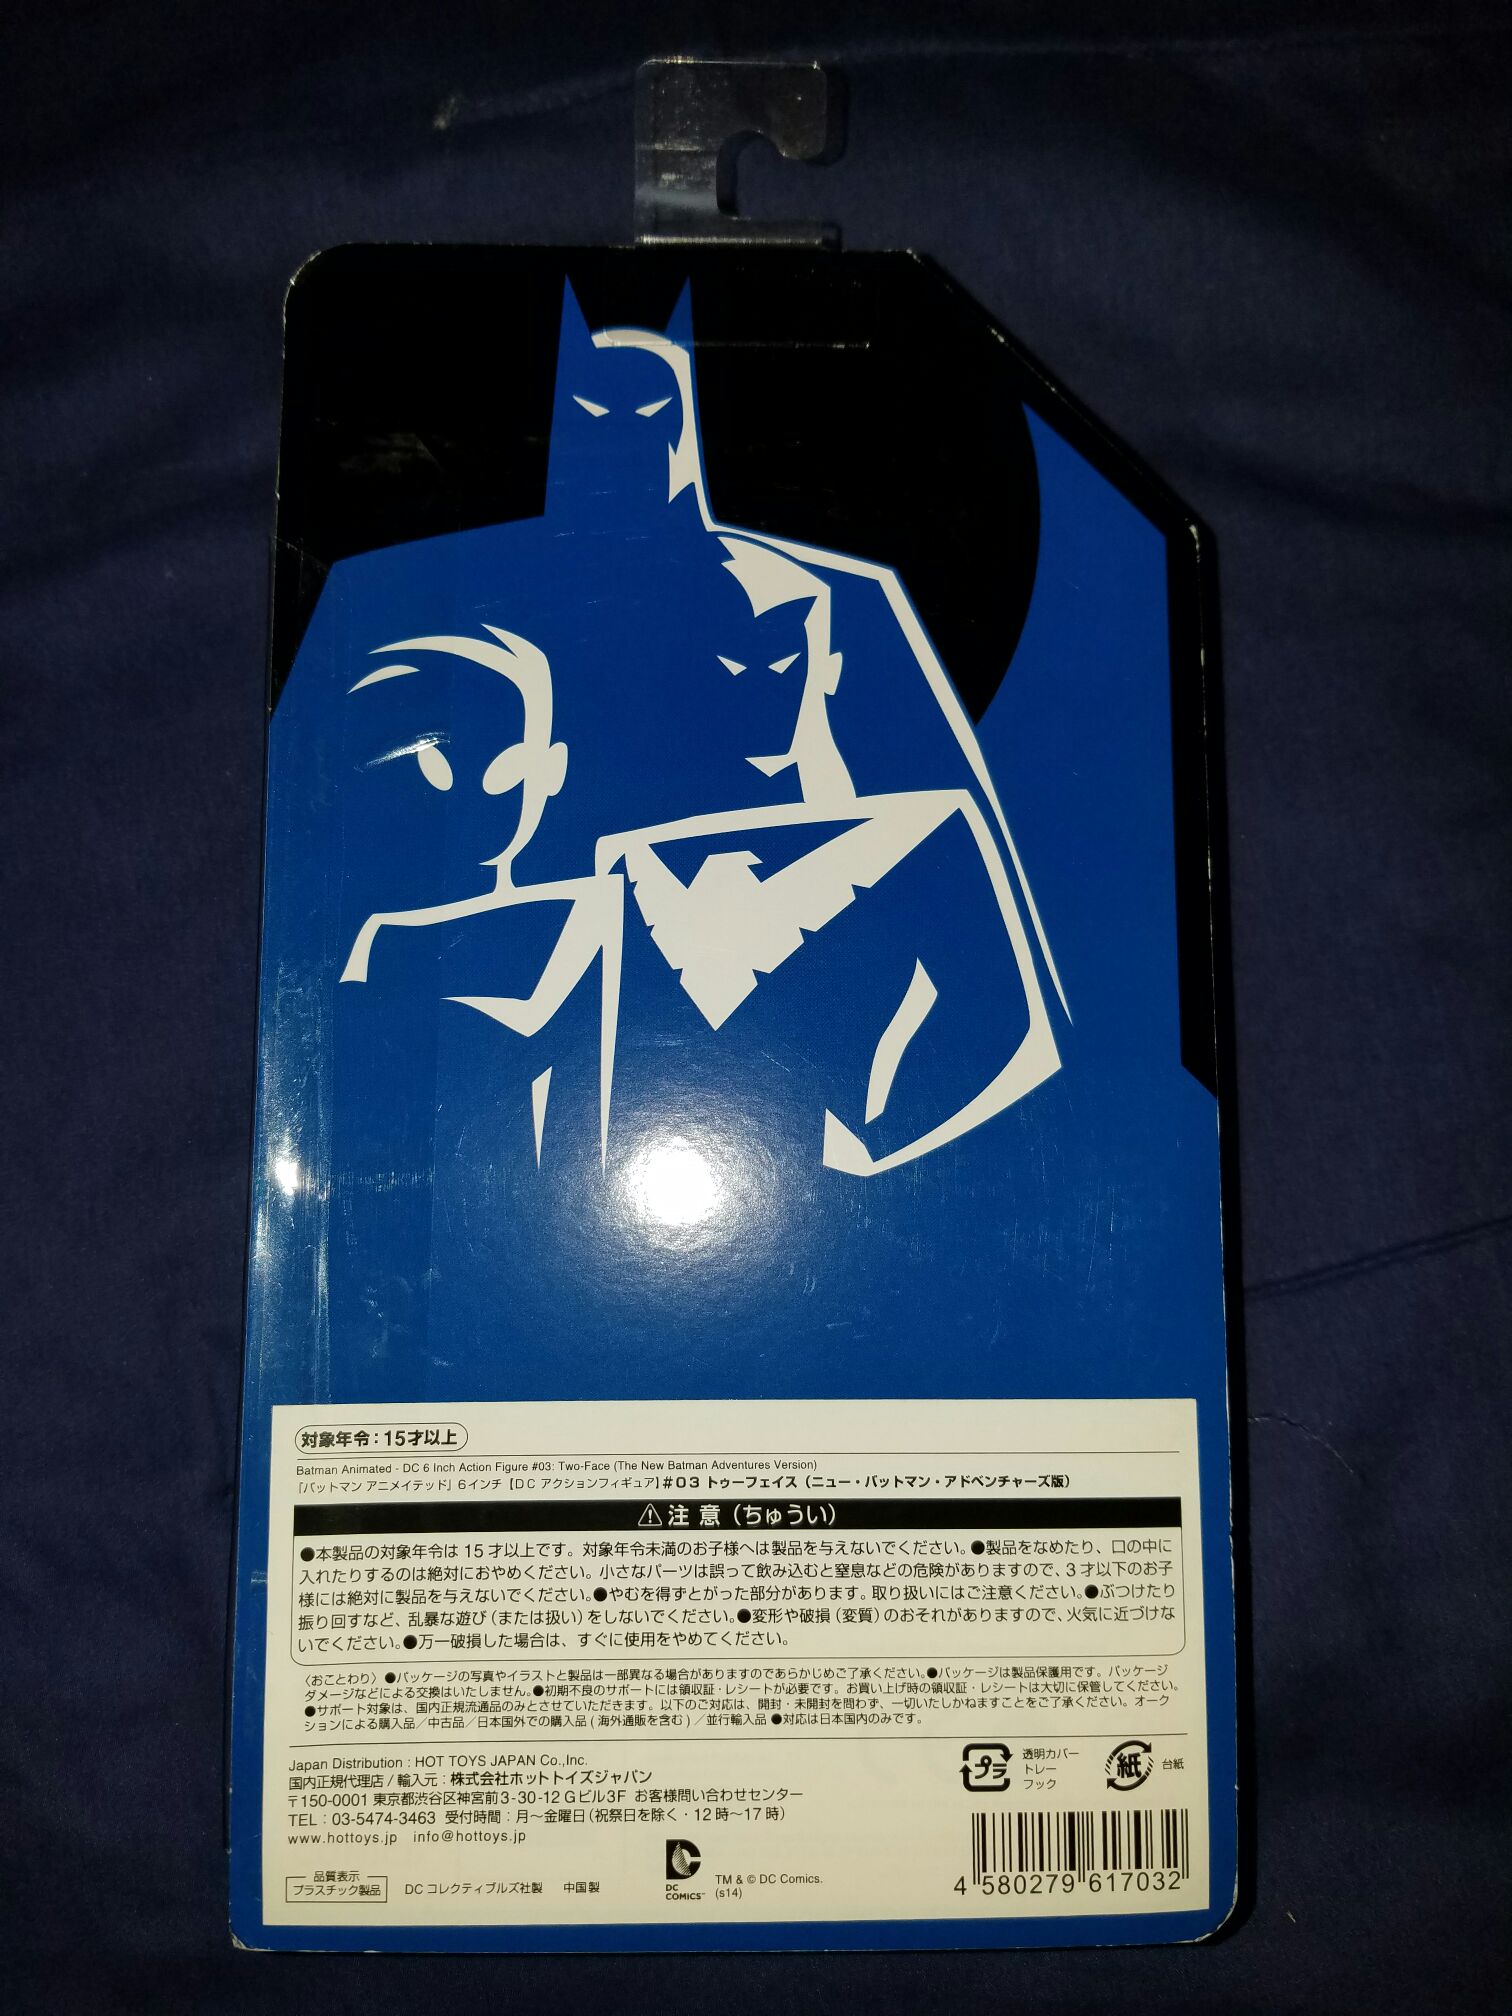 対象年令：15才以上
Batman Animated - DC 6 Inch Action Figure #03: Two-Face (The New Batman Adventures Version)
「バットマン アニメイテッド」6インチ【DC アクションフィギュア】#03 トゥーフェイス（ニュー・バットマン・アドベンチャーズ版）
⚠注 意（ちゅうい）
●本製品の対象年令は 15 才以上です。対象年令未満のお子様へは製品を与えないでください。●製品をなめたり、口の中に
入れたりするのは絶対におやめください。小さなパーツは誤って飲み込むと窒息などの危険がありますので、3 才以下のお子
様には絶対に製品を与えないでください。●やむを得ずとがった部分があります。取り扱いにはご注意ください。●ぶつけたり
振り回すなど、乱暴な遊び（または扱い）をしないでください。●変形や破損（変質）のおそれがありますので、火気に近づけな
いでください。●万一破損した場合は、すぐに使用をやめてください。
〈おことわり〉●パッケージの写真やイラストと製品は一部異なる場合がありますのであらかじめご了承ください。●パッケージは製品保護用です。パッケージ
ダメージなどによる交換はいたしません。●初期不良のサポートには領収証・レシートが必要です。お買い上げ時の領収証・レシートは大切に保管してください。
●サポート対象は、国内正規流通品のみとさせていただきます。以下のご対応は、開封・未開封を問わず、一切いたしかねますことをご了承ください。オーク
ションによる購入品／中古品／日本国外での購入品（海外通販を含む）／並行輸入品 ●対応は日本国内のみです。
Japan Distribution : HOT TOYS JAPAN Co.,Inc.
国内正規代理店 / 輸入元：株式会社ホットトイズジャパン
〒150-0001 東京都渋谷区神宮前3-30-12 Gビル3F お客様問い合わせセンター
TEL：03-5474-3463 受付時間：月～金曜日（祝祭日を除く・12 時～17 時）
www.hottoys.jp info@hottoys.jp
プラ
透明カバー
トレー
フック
紙
台紙
品質表示
プラスチック製品
DC コレクティブルズ社製 中国製
DC
DC
COMICS™
TM & © DC Comics.
(s14)
4 580279 617032